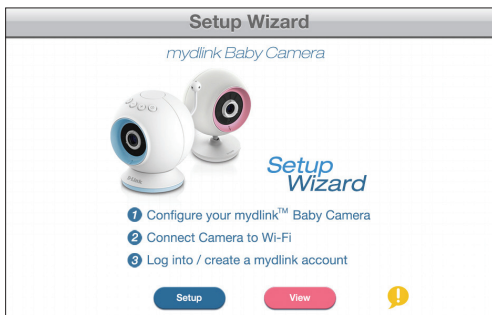 Setup Wizard
mydlink Baby Camera
D-Link
Setup
Wizard
1 Configure your mydlink™ Baby Camera
2 Connect Camera to Wi-Fi
3 Log into / create a mydlink account
Setup
View
!